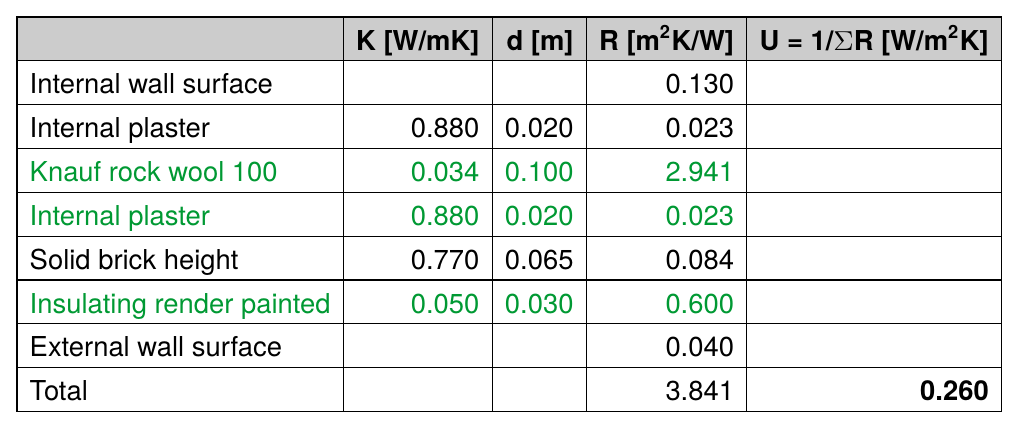 K [W/mK] d [m] R [m²K/W] U = 1/ΣR [W/m²K]
Internal wall surface 0.130
Internal plaster 0.880 0.020 0.023
Knauf rock wool 100 0.034 0.100 2.941
Internal plaster 0.880 0.020 0.023
Solid brick height 0.770 0.065 0.084
Insulating render painted 0.050 0.030 0.600
External wall surface 0.040
Total 3.841 0.260